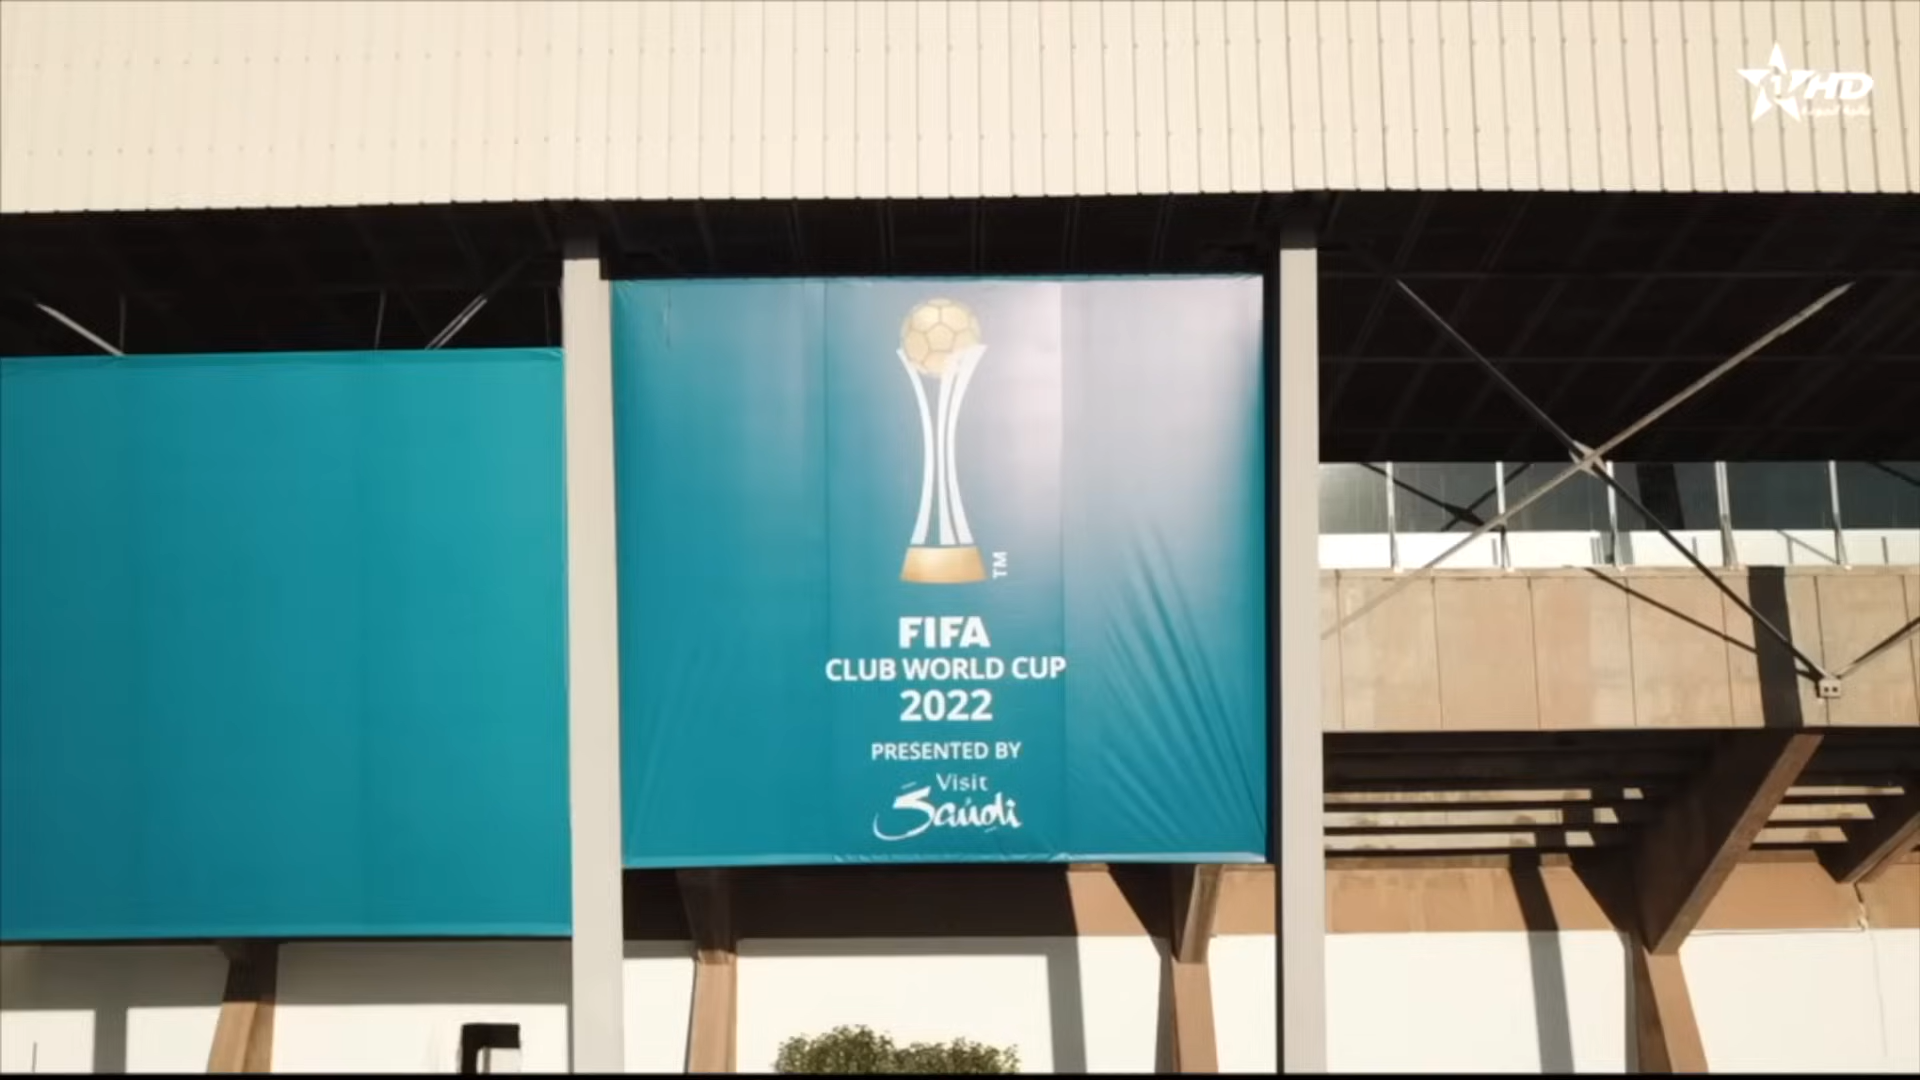 HD
FIFA
CLUB WORLD CUP
2022
PRESENTED BY
Visit
Saudi
TM